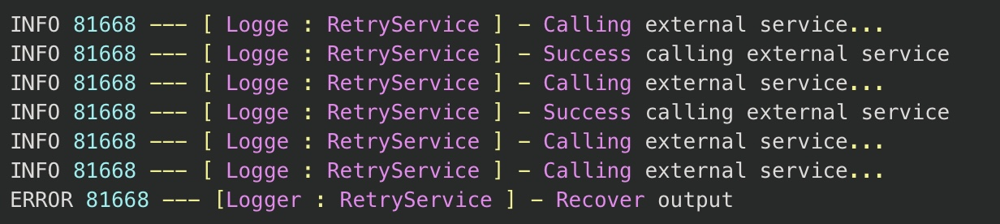 INFO 81668 --- [ Logge : RetryService ] - Calling external service...
INFO 81668 --- [ Logge : RetryService ] - Success calling external service
INFO 81668 --- [ Logge : RetryService ] - Calling external service...
INFO 81668 --- [ Logge : RetryService ] - Success calling external service
INFO 81668 --- [ Logge : RetryService ] - Calling external service...
INFO 81668 --- [ Logge : RetryService ] - Calling external service...
ERROR 81668 --- [Logger : RetryService ] - Recover output